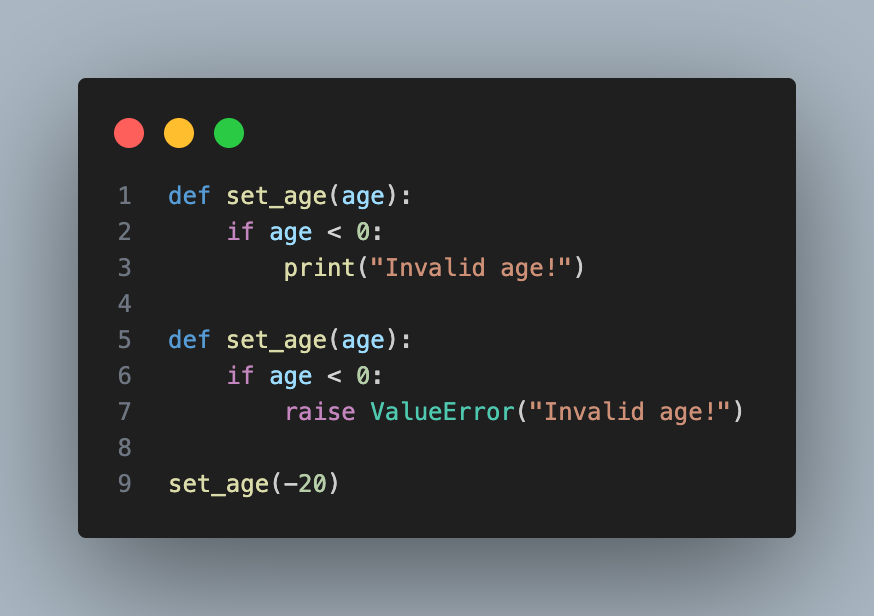 1 def set_age(age):
2     if age < 0:
3         print("Invalid age!")
4
5 def set_age(age):
6     if age < 0:
7         raise ValueError("Invalid age!")
8
9 set_age(-20)